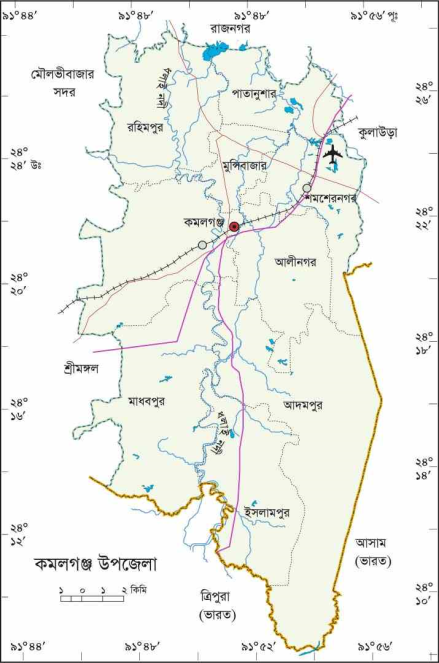 ৯১°৪৪'
৯১°৪৮'
৯১°৫৬' পূঃ
রাজনগর
মৌলভীবাজার
সদর
ধলাই নদী
পাতানুশার
২৪°
২৬'
রহিমপুর
কুলাউড়া
২৪°
২৪' উঃ
মুন্সিবাজার
শমশেরনগর
কমলগঞ্জ
২৪°
২২'
আলীনগর
২৪°
২০'
২৪°
১৮'
শ্রীমঙ্গল
মাধবপুর
আদমপুর
২৪°
১৬'
ধলাই নদী
২৪°
১৪'
ইসলামপুর
২৪°
১২'
আসাম
(ভারত)
কমলগঞ্জ উপজেলা
১ ০ ১ ২ কিমি
ত্রিপুরা
(ভারত)
২৪°
১০'
৯১°৪৪'
৯১°৪৮'
৯১°৫২'
৯১°৫৬'